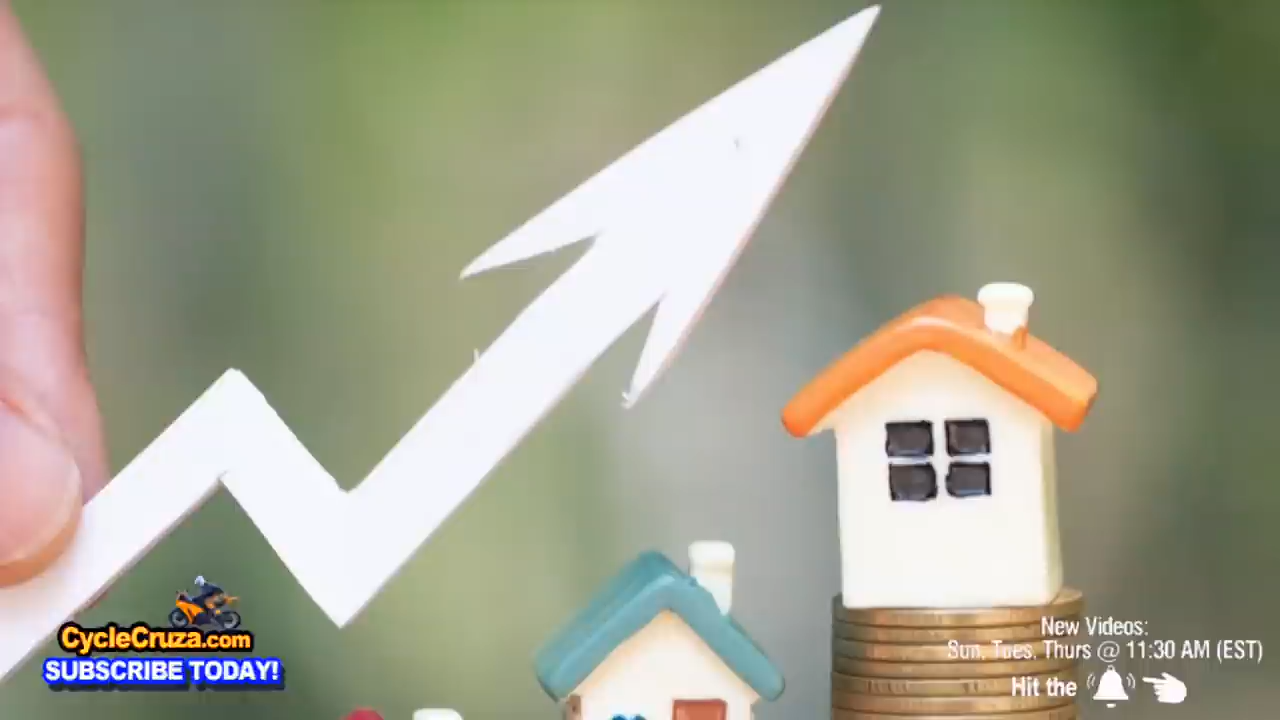 CycleCruza.com
SUBSCRIBE TODAY!
New Videos:
Sun, Tues, Thurs @ 11:30 AM (EST)
Hit the